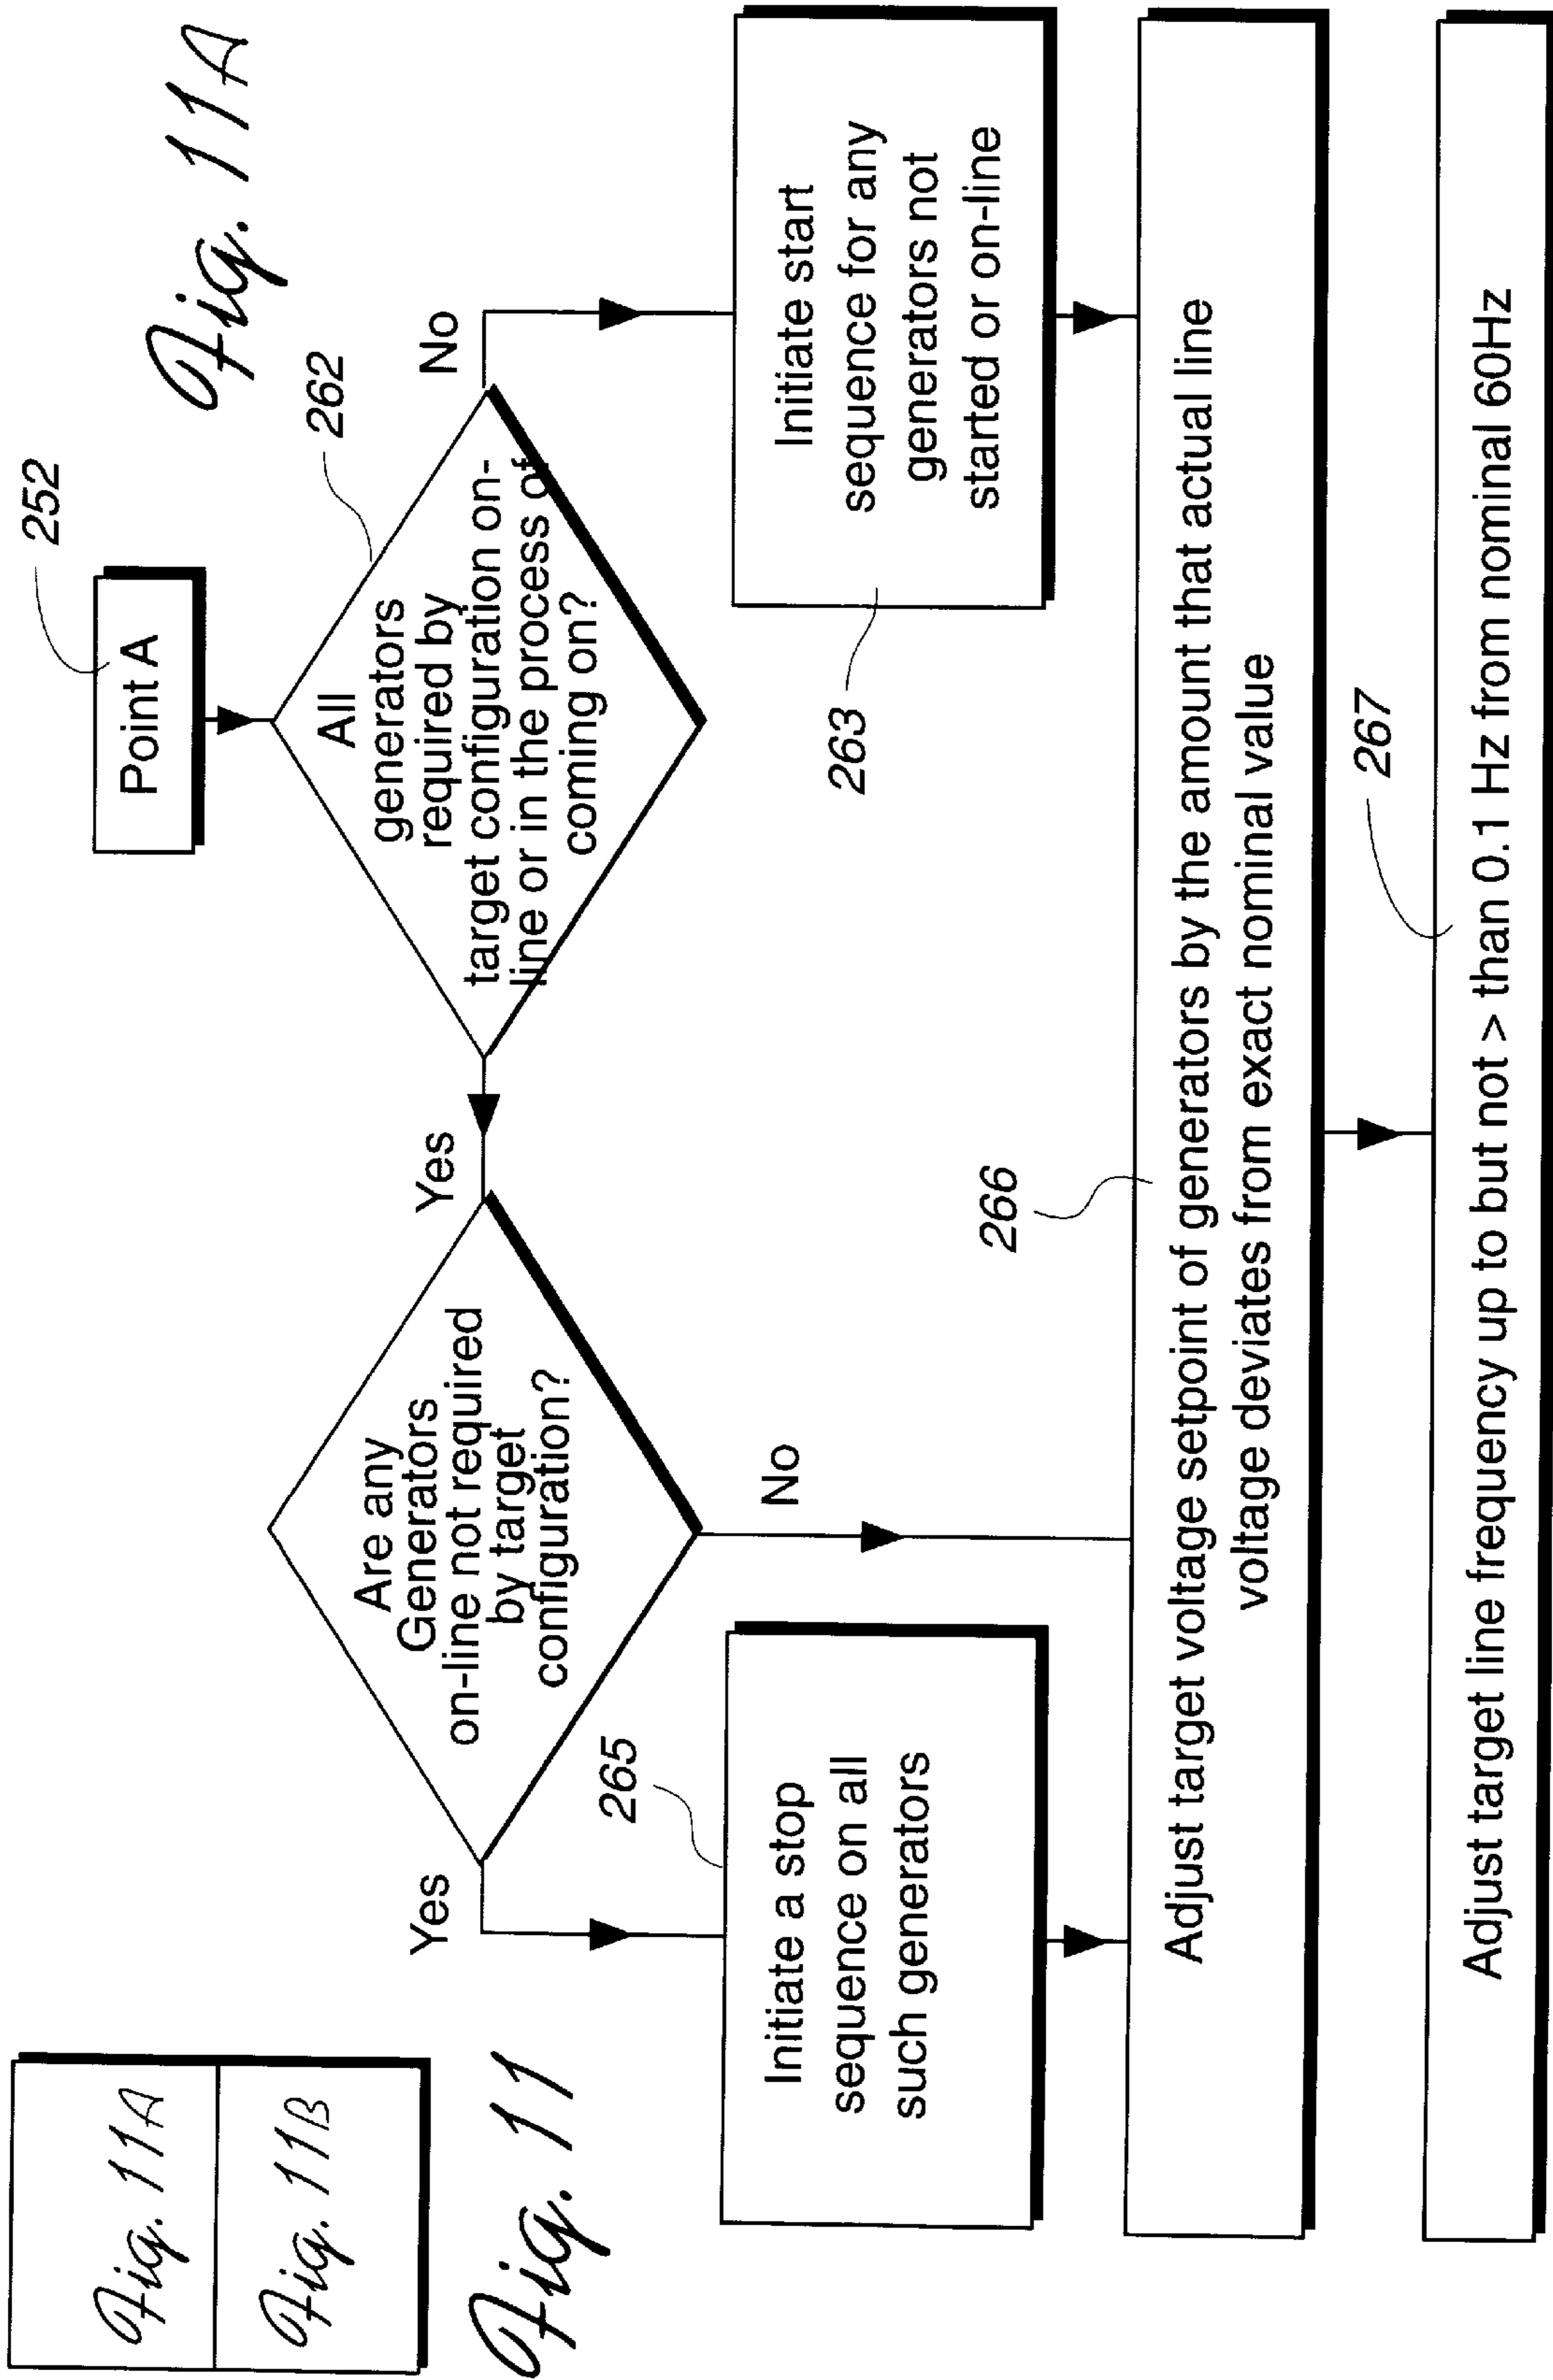 Fig. 11A
Fig. 11B
Fig. 11
Fig. 11A
252
Point A
262
All
generators
required by
target configuration on-
line or in the process of
coming on?
No
Yes
Are any
Generators
on-line not required
by target
configuration?
Yes
No
265
Initiate a stop
sequence on all
such generators
263
Initiate start
sequence for any
generators not
started or on-line
266
Adjust target voltage setpoint of generators by the amount that actual line
voltage deviates from exact nominal value
267
Adjust target line frequency up to but not > than 0.1 Hz from nominal 60Hz